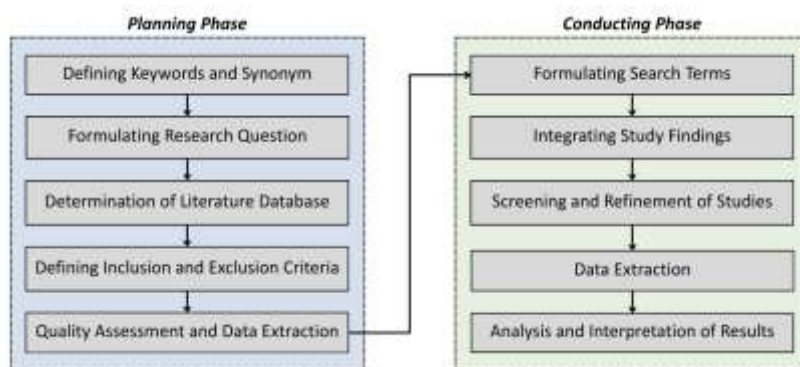 Planning Phase
Defining Keywords and Synonym
Formulating Research Question
Determination of Literature Database
Defining Inclusion and Exclusion Criteria
Quality Assessment and Data Extraction
Conducting Phase
Formulating Search Terms
Integrating Study Findings
Screening and Refinement of Studies
Data Extraction
Analysis and Interpretation of Results